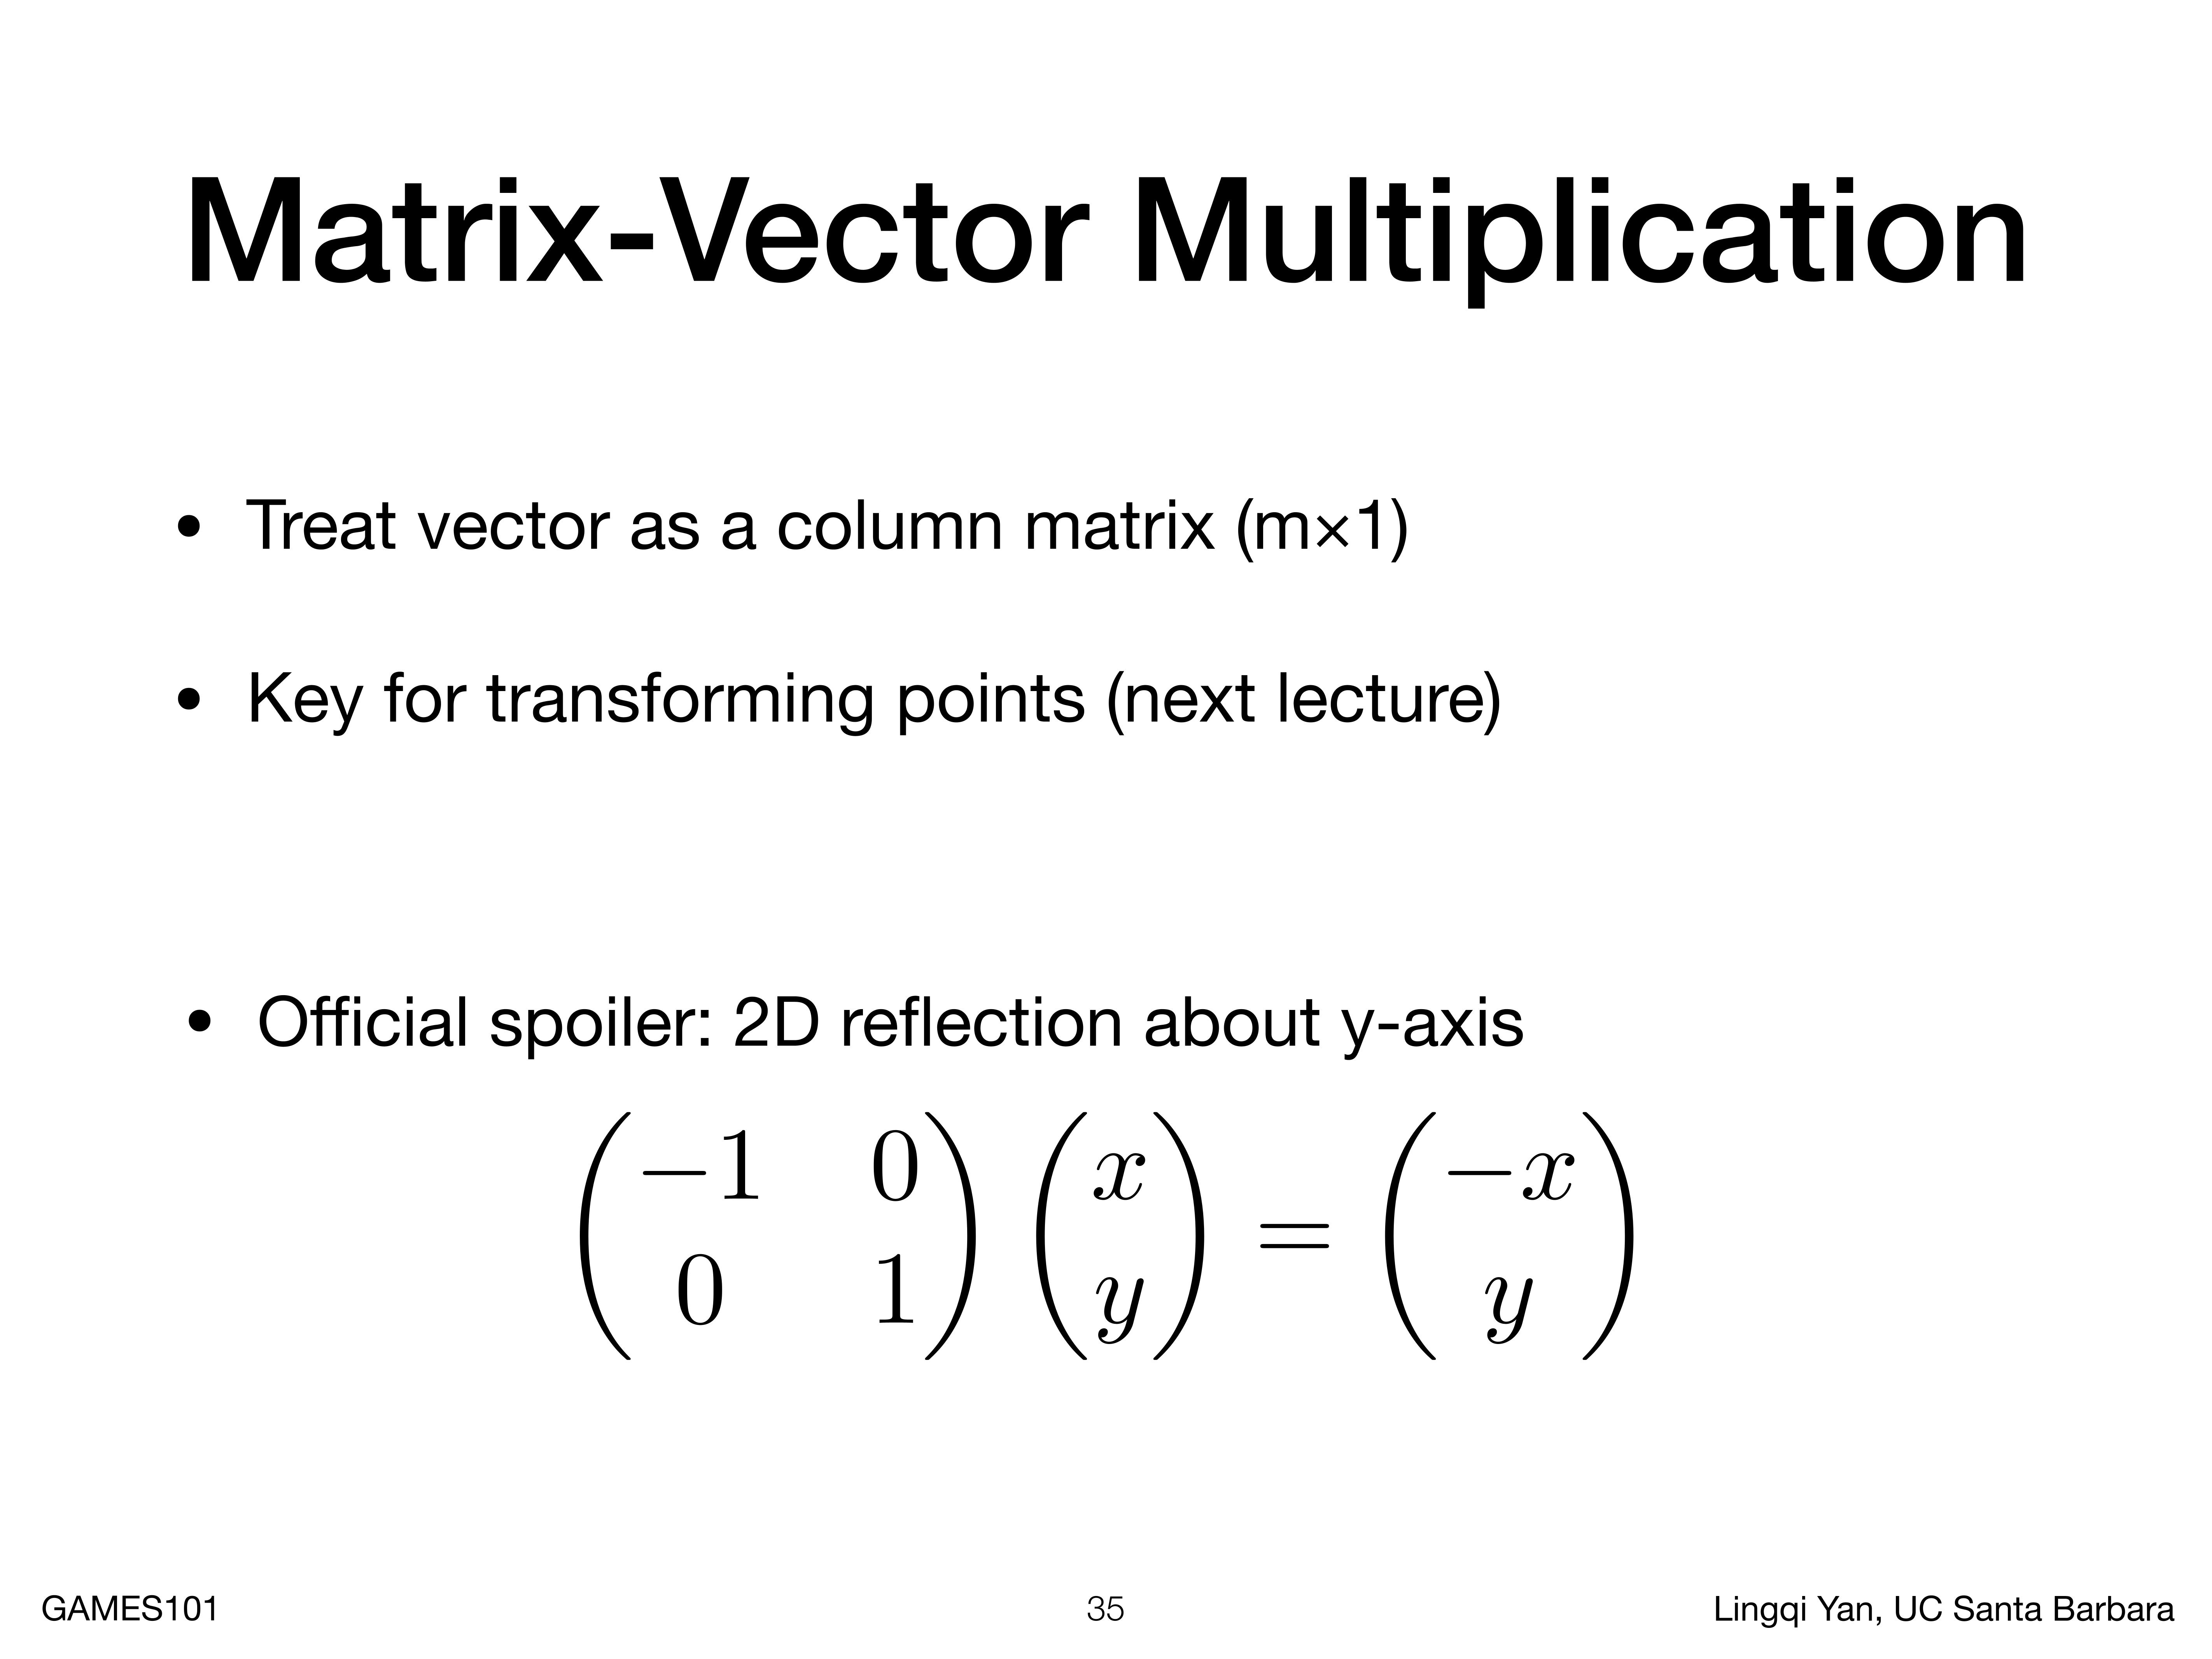 Matrix-Vector Multiplication
• Treat vector as a column matrix (m×1)
• Key for transforming points (next lecture)
• Official spoiler: 2D reflection about y-axis
\begin{pmatrix} -1 & 0 \\ 0 & 1 \end{pmatrix} \begin{pmatrix} x \\ y \end{pmatrix} = \begin{pmatrix} -x \\ y \end{pmatrix}
GAMES101 35 Lingqi Yan, UC Santa Barbara